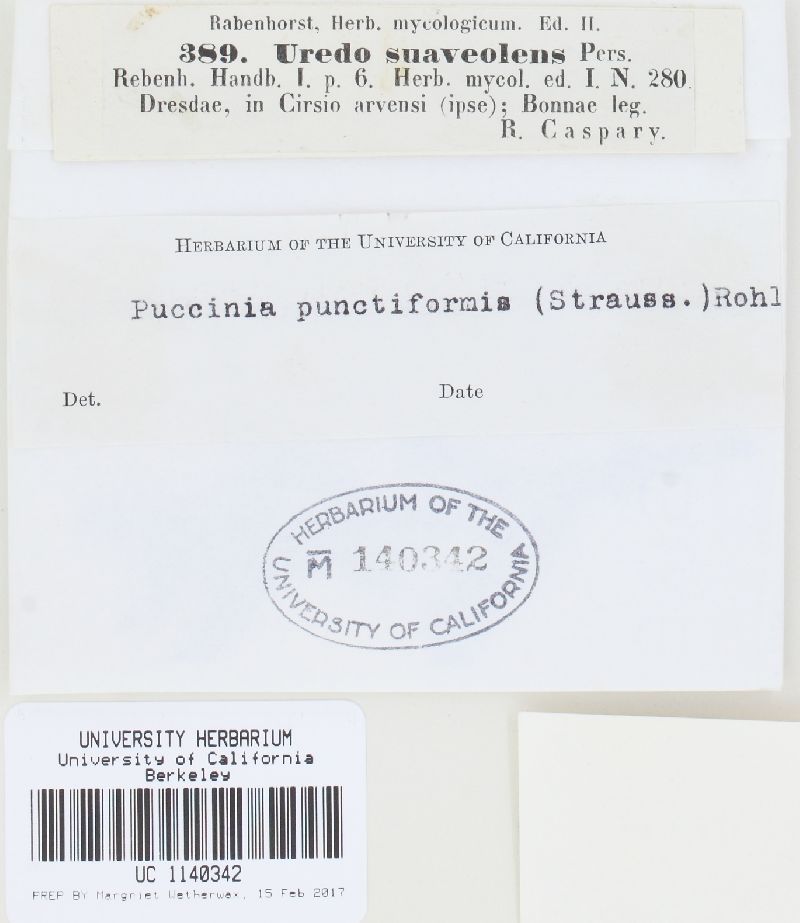 Rabenhorst, Herb. mycologicum. Ed. II.
389. Uredo suaveolens Pers.
Rebenh. Handb. I. p. 6. Herb. mycol. ed. I. N. 280.
Dresdae, in Cirsio arvensi (ipse); Bonnae leg.
R. Caspary.
HERBARIUM OF THE UNIVERSITY OF CALIFORNIA
Puccinia punctiformis (Strauss.)Rohl
Det.
Date
HERBARIUM OF THE
M̅ 140342
UNIVERSITY OF CALIFORNIA
UNIVERSITY HERBARIUM
University of California
Berkeley
UC 1140342
PREP BY Margriet Wetherwax, 15 Feb 2017